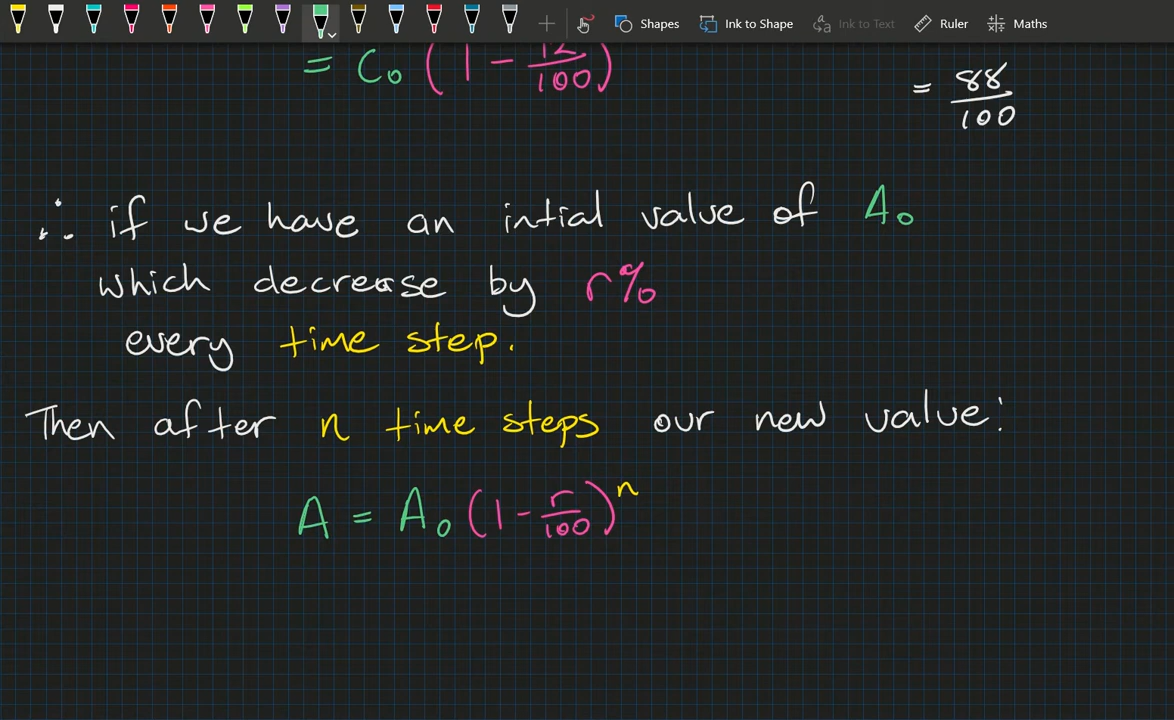 Shapes Ink to Shape Ink to Text Ruler Maths
= C₀ (1 - 12/100)
= 88/100
∴ if we have an intial value of A₀
which decrease by r%
every time step.
Then after n time steps our new value:
A = A₀ (1 - r/100)ⁿ